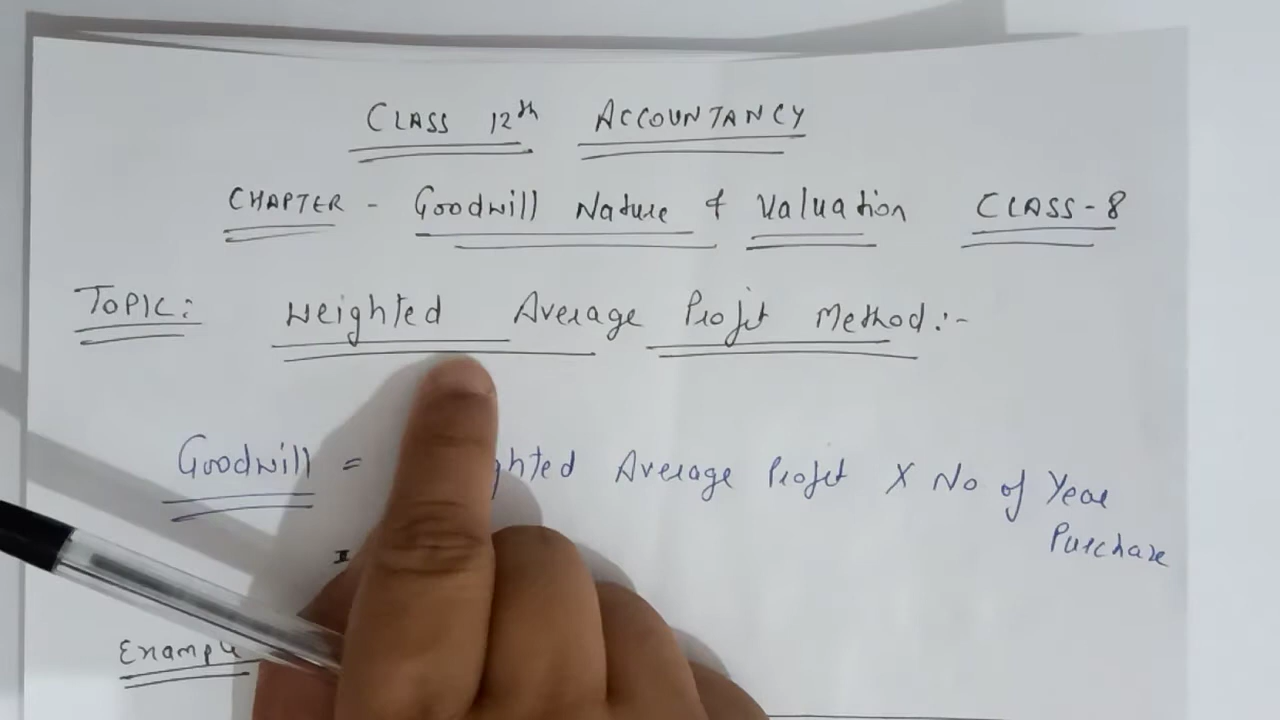 CLASS 12th ACCOUNTANCY
CHAPTER - Goodwill Nature & Valuation CLASS-8
TOPIC: Weighted Average Profit Method :-
Goodwill = ghted Average Profit X No of Year
Purchase
Example